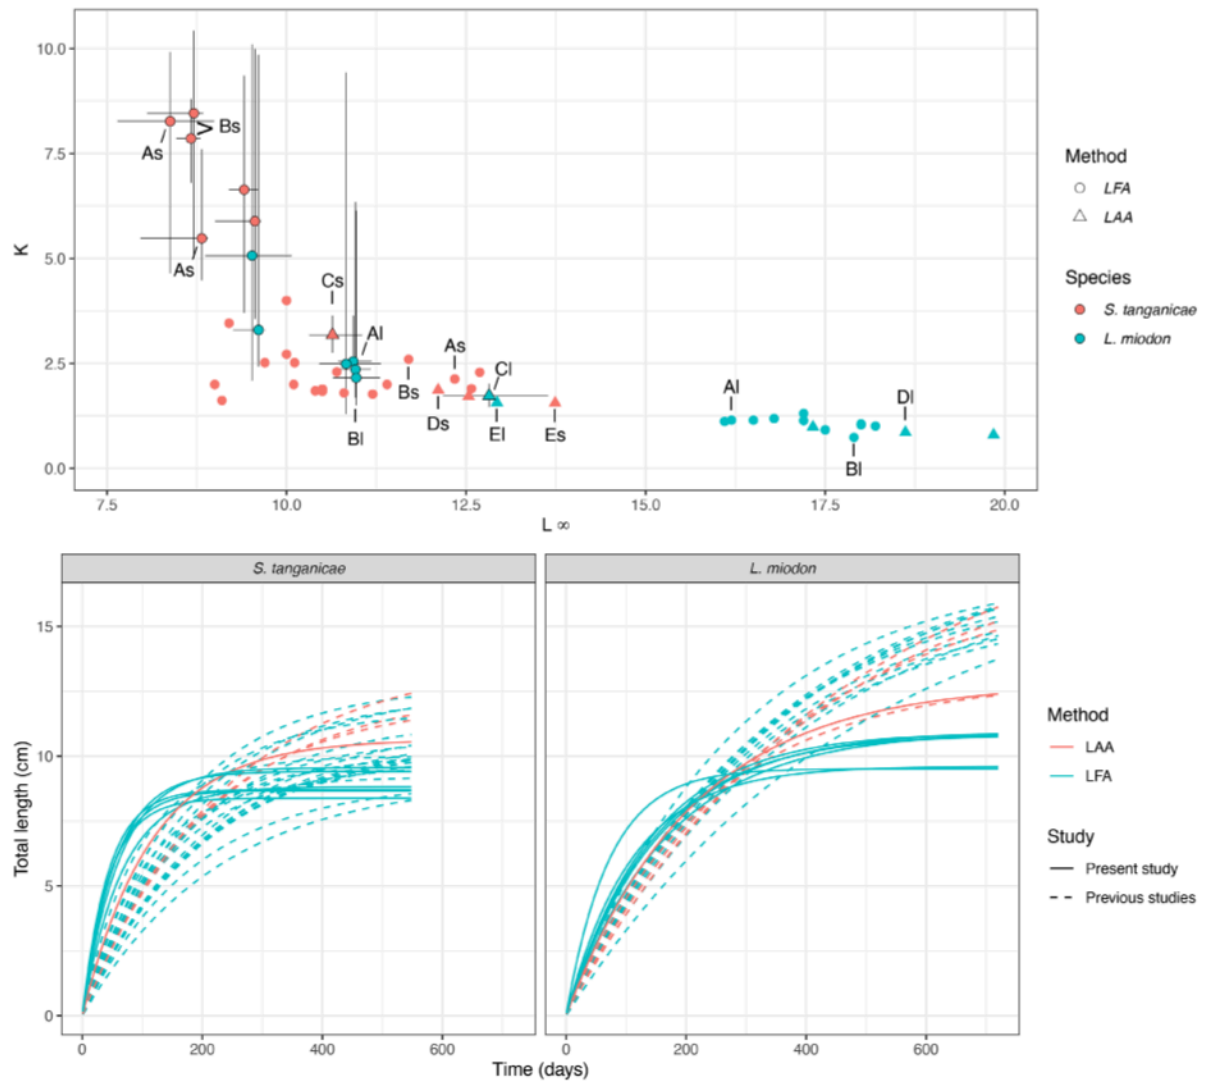 10.0
7.5
5.0
2.5
0.0
K
As
Bs
As
Cs
Al
Bl
Bs
As
Ds
Cl
El
Es
Al
Dl
Bl
7.5
10.0
12.5
15.0
17.5
20.0
L ∞
Method
LFA
LAA
Species
S. tanganicae
L. miodon
S. tanganicae
L. miodon
15
10
5
0
Total length (cm)
0
200
400
600
0
200
400
600
Time (days)
Method
LAA
LFA
Study
Present study
Previous studies